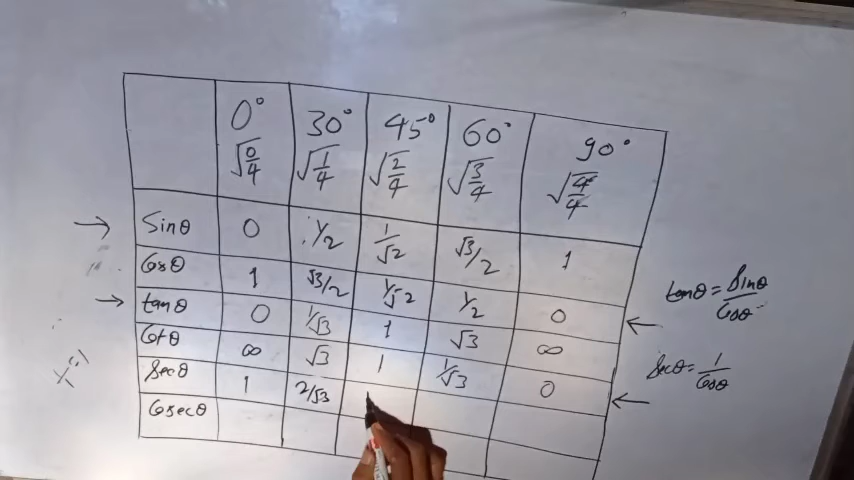 0° 30° 45° 60° 90°
√0/4 √1/4 √2/4 √3/4 √4/4
Sinθ 0 1/2 1/√2 √3/2 1
Cosθ 1 √3/2 1/√2 1/2 0
tanθ 0 1/√3 1 √3 ∞
Cotθ ∞ √3 1 1/√3 0
Secθ 1 2/√3
Cosecθ
tanθ = Sinθ/Cosθ
Secθ = 1/Cosθ